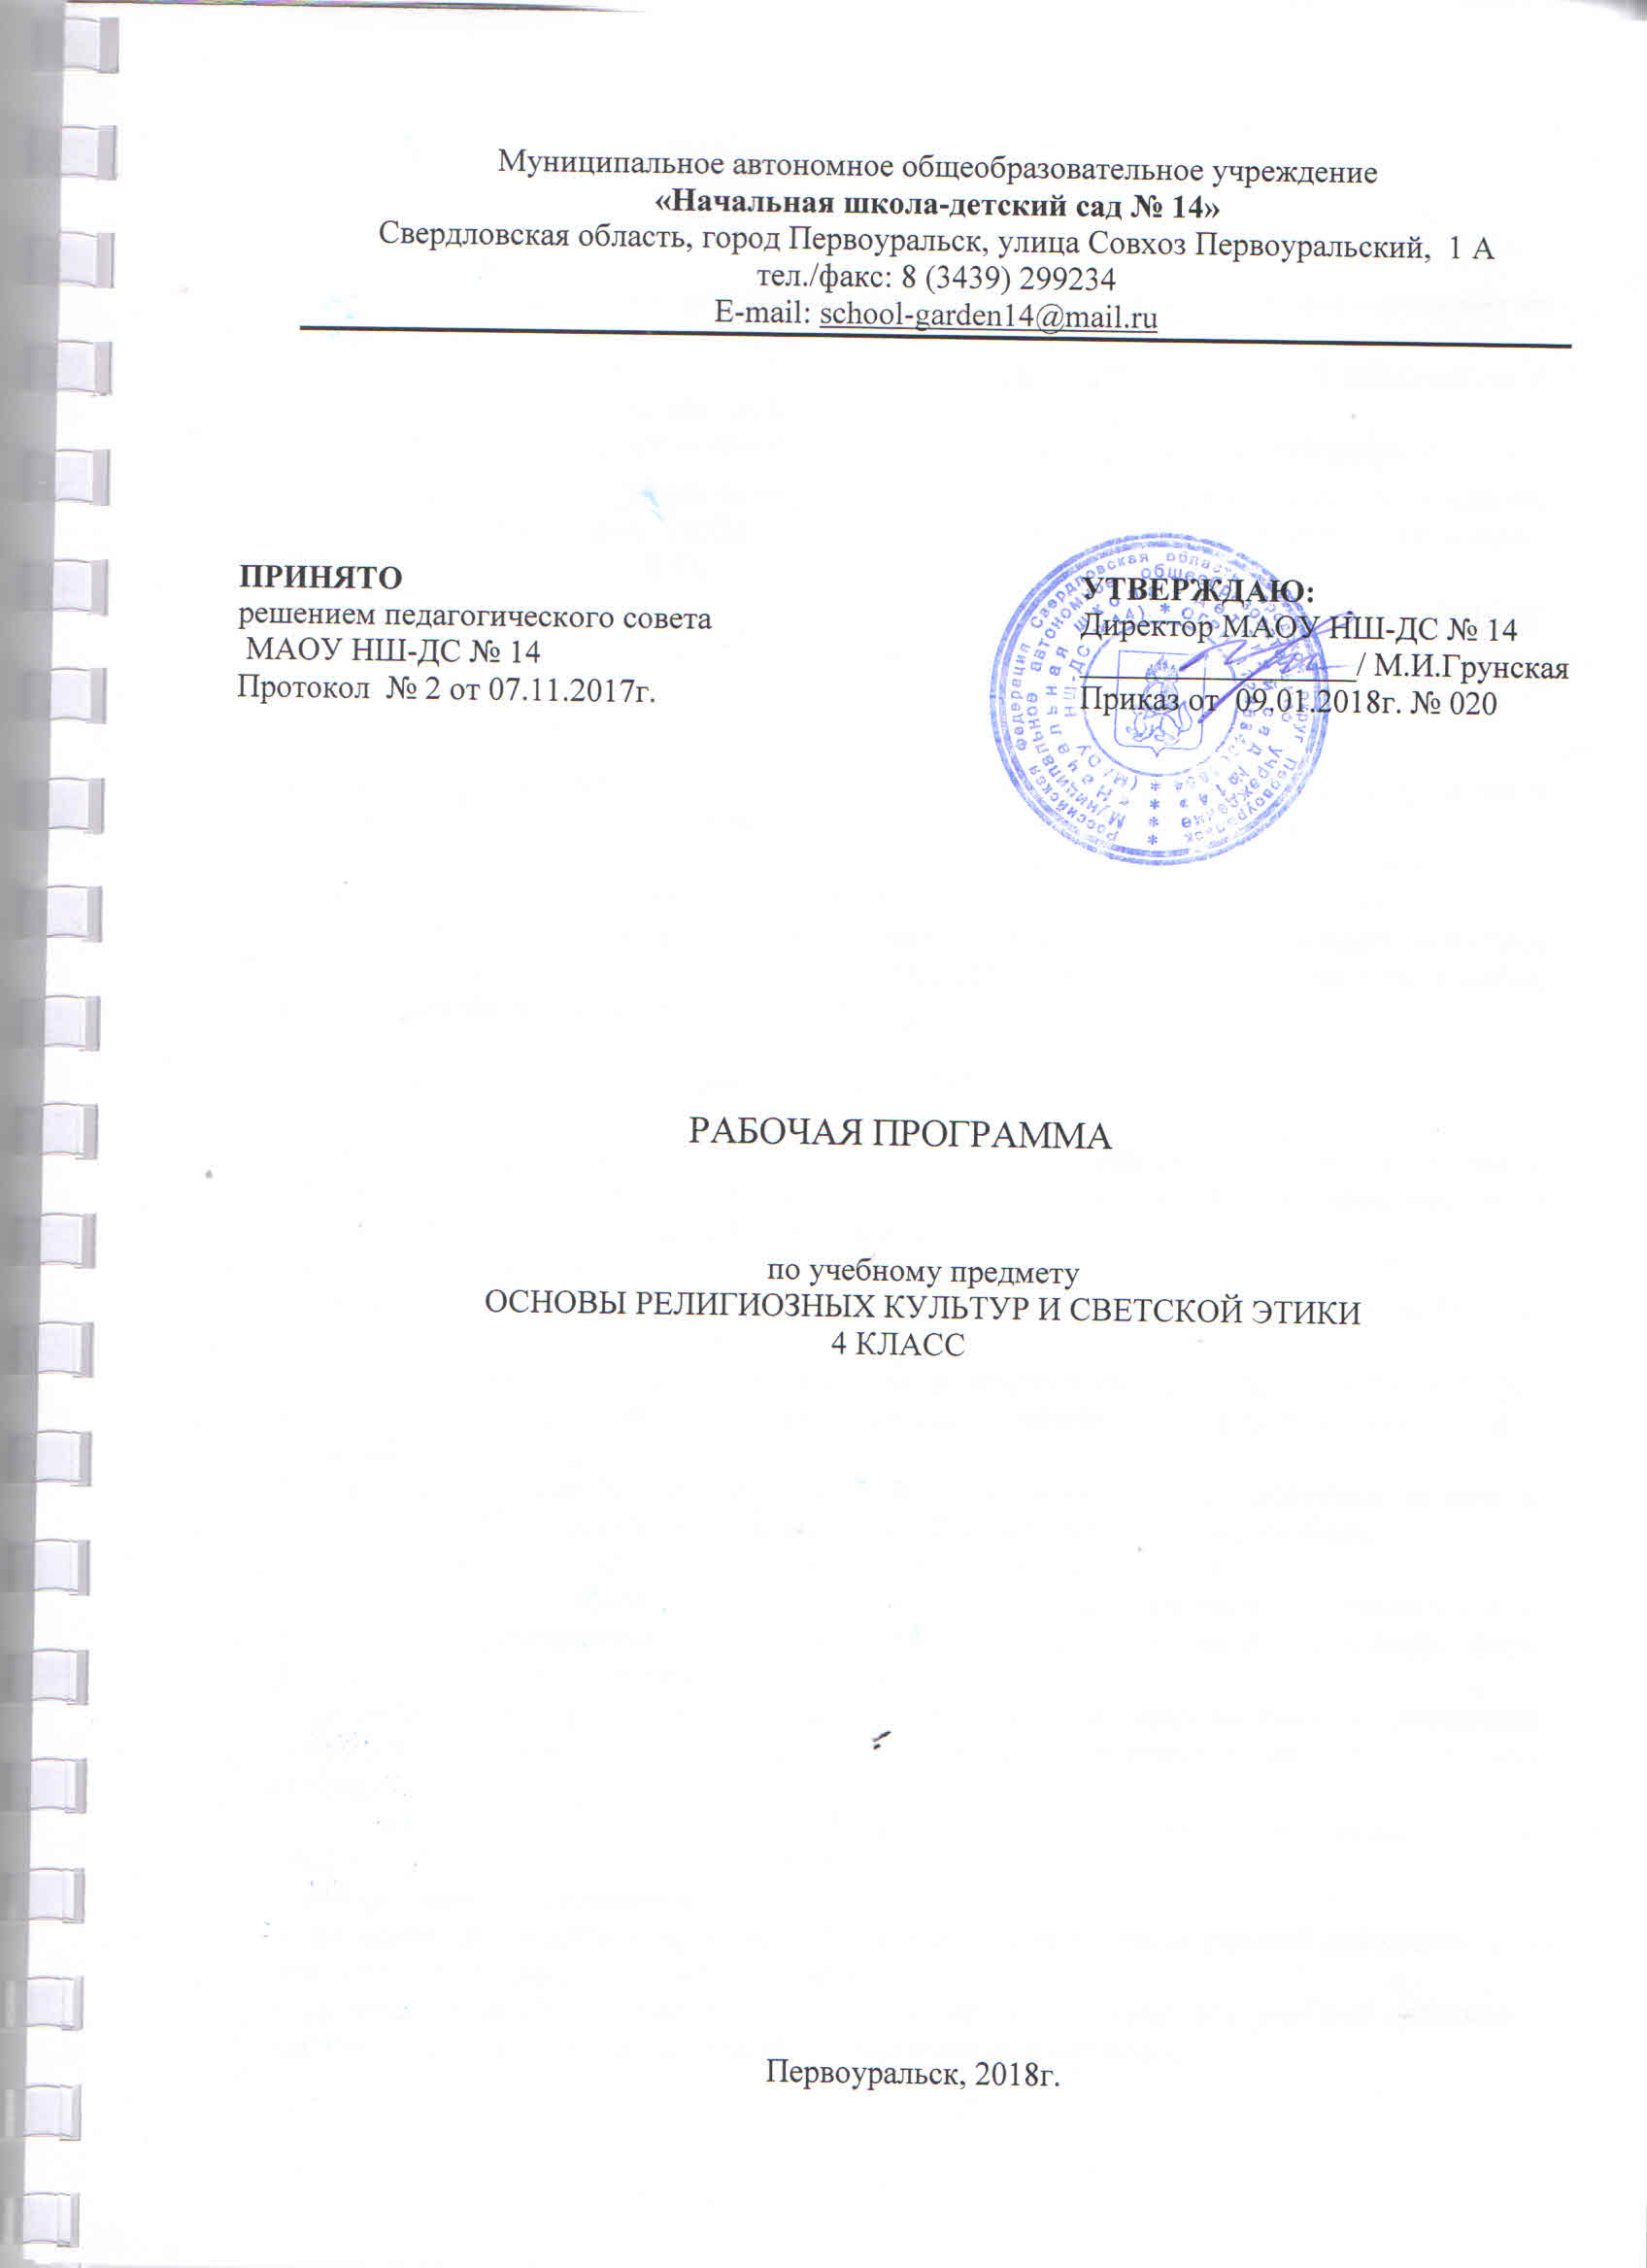 Муниципальное автономное общеобразовательное учреждение
«Начальная школа-детский сад № 14»
Свердловская область, город Первоуральск, улица Совхоз Первоуральский,  1 А
тел./факс: 8 (3439) 299234
E-mail: school-garden14@mail.ru
ПРИНЯТО
решением педагогического совета
МАОУ НШ-ДС № 14
Протокол  № 2 от 07.11.2017г.
УТВЕРЖДАЮ:
Директор МАОУ НШ-ДС № 14
/ М.И.Грунская
Приказ от  09.01.2018г. № 020
РАБОЧАЯ ПРОГРАММА
по учебному предмету
ОСНОВЫ РЕЛИГИОЗНЫХ КУЛЬТУР И СВЕТСКОЙ ЭТИКИ
4 КЛАСС
Первоуральск, 2018г.